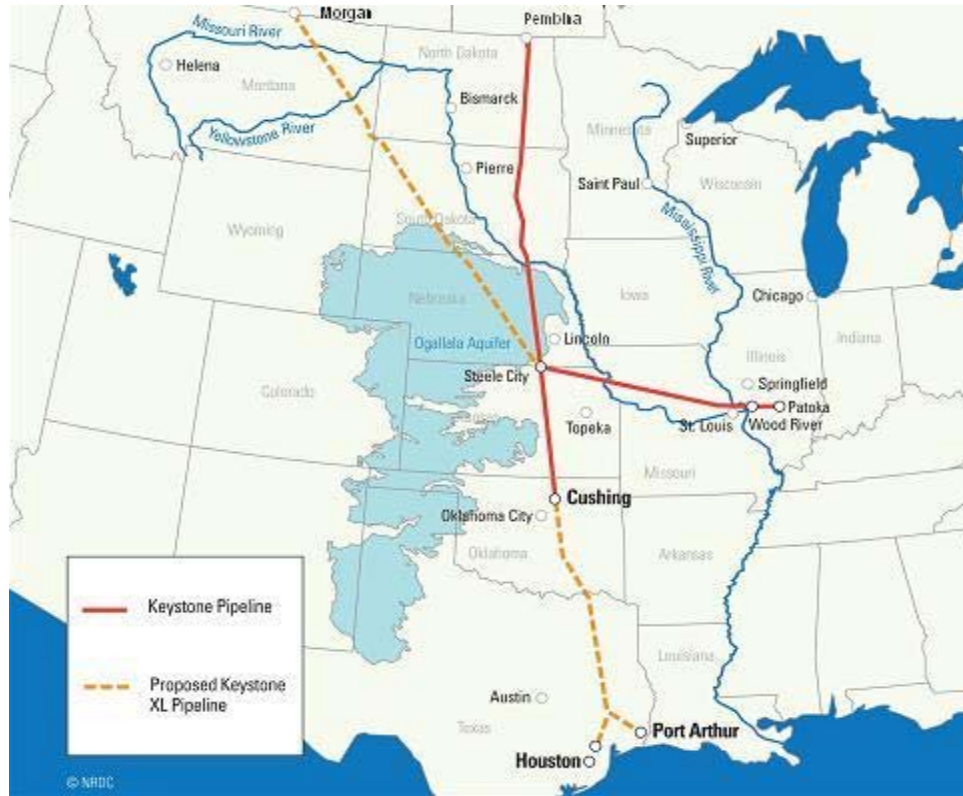 Morgan
Pembina
Missouri River
North Dakota
Helena
Montana
Bismarck
Yellowstone River
Minnesota
Superior
Pierre
Saint Paul
Wisconsin
South Dakota
Wyoming
Mississippi River
Nebraska
Iowa
Chicago
Ogallala Aquifer
Lincoln
Illinois
Indiana
Steele City
Springfield
Colorado
Kansas
Patoka
Topeka
St. Louis
Wood River
Missouri
Cushing
Oklahoma City
Oklahoma
Arkansas
Keystone Pipeline
Louisiana
Proposed Keystone
XL Pipeline
Austin
Texas
Port Arthur
Houston
© NRDC